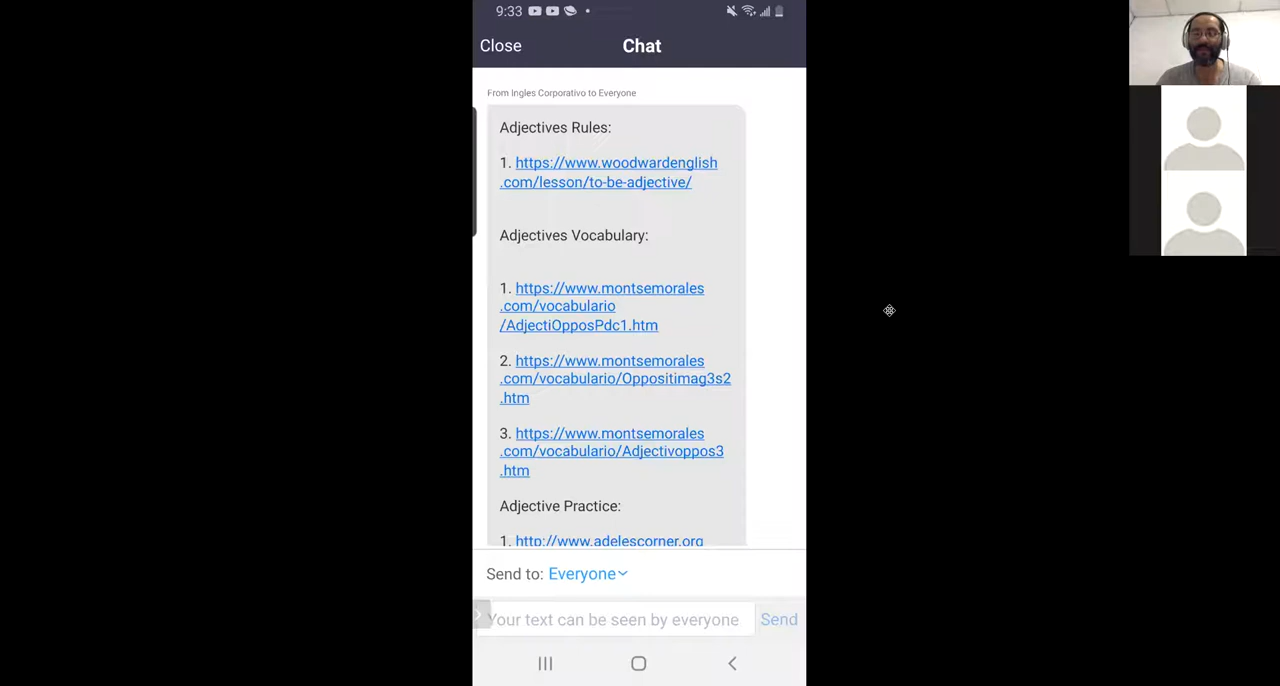 9:33
Close
Chat
From Ingles Corporativo to Everyone
Adjectives Rules:
1. https://www.woodwardenglish
.com/lesson/to-be-adjective/
Adjectives Vocabulary:
1. https://www.montsemorales
.com/vocabulario
/AdjectiOpposPdc1.htm
2. https://www.montsemorales
.com/vocabulario/Oppositimag3s2
.htm
3. https://www.montsemorales
.com/vocabulario/Adjectivoppos3
.htm
Adjective Practice:
1. http://www.adelescorner.org
Send to: Everyone
Your text can be seen by everyone
Send